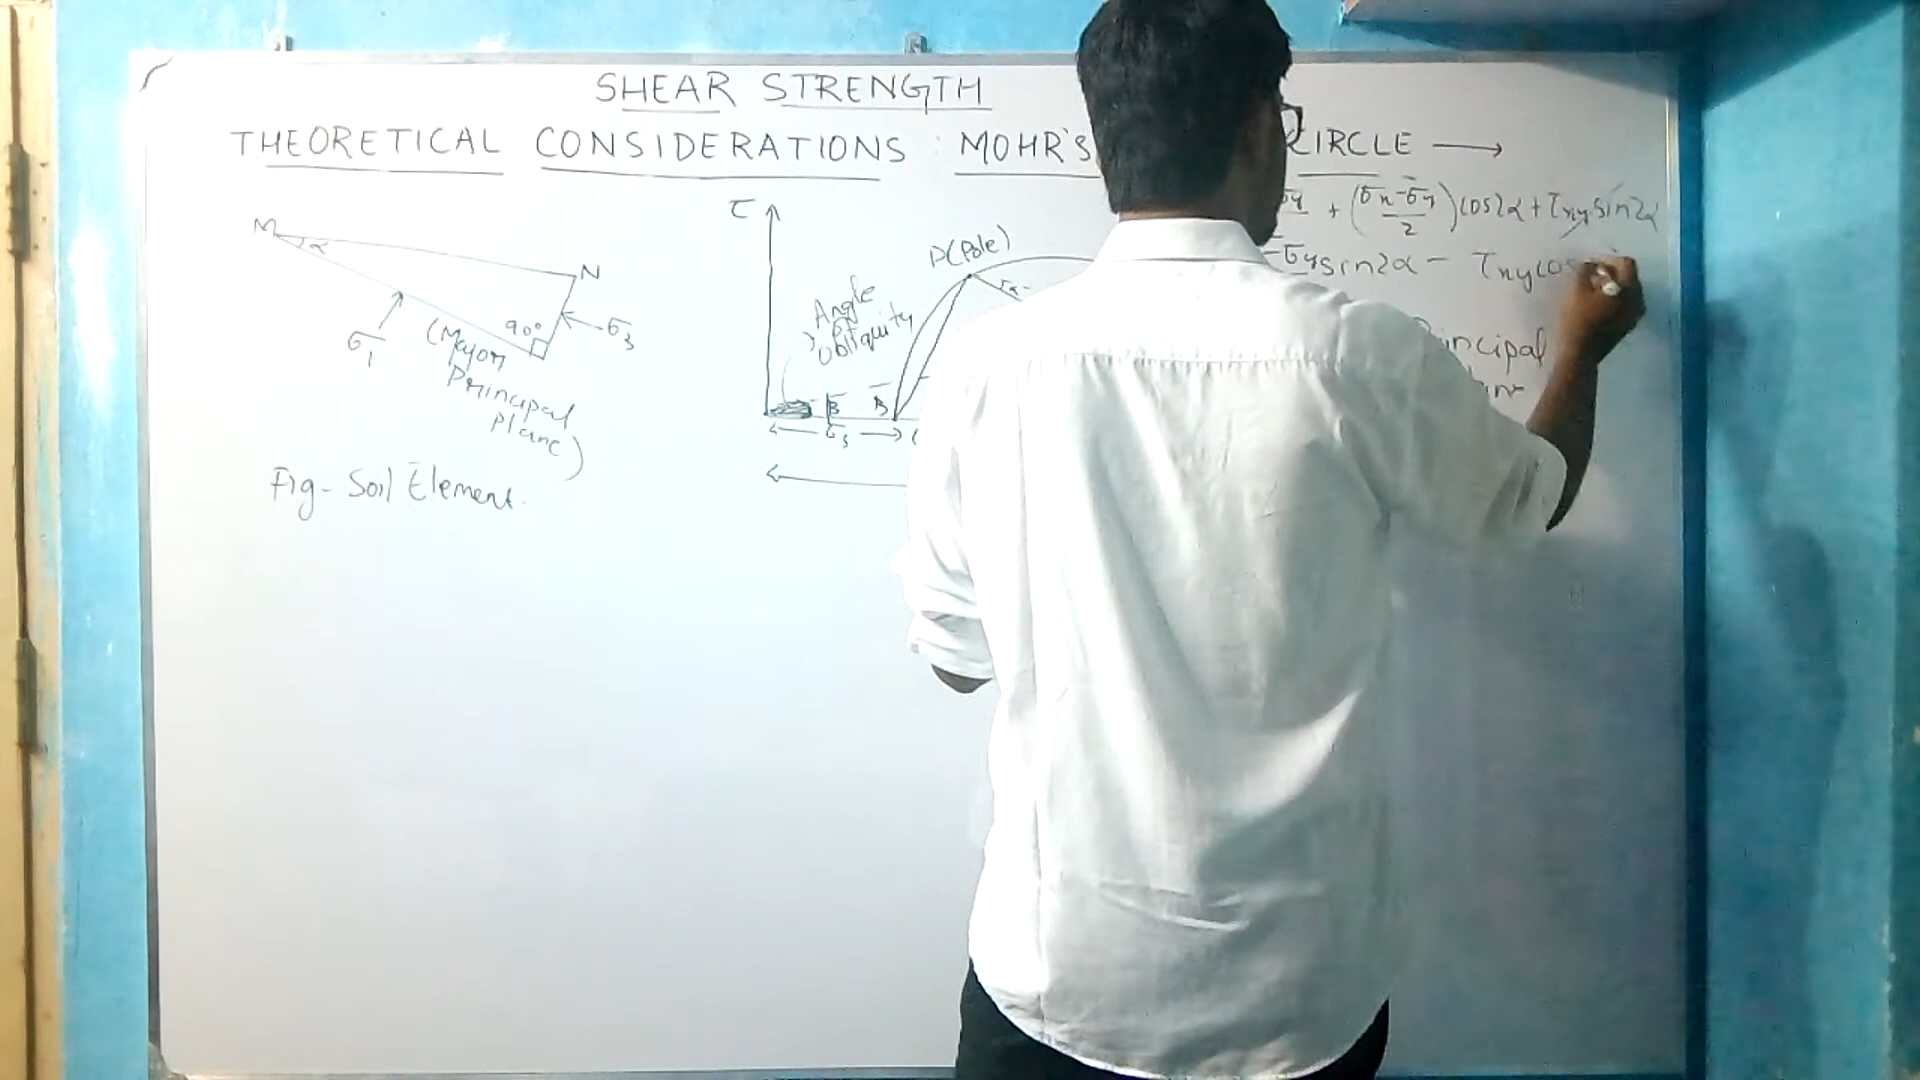 SHEAR STRENGTH
THEORETICAL CONSIDERATIONS : MOHR'S CIRCLE →
σy + (σx-σy/2) cos2α + τxy sin2α
-σy sin2α - τxy cos
M
α
N
90°
σ1
σ3
(Major
Principal
Plane)
Fig- Soil Element.
τ
P(Pole)
Angle
of
Obliquity
B
σ3